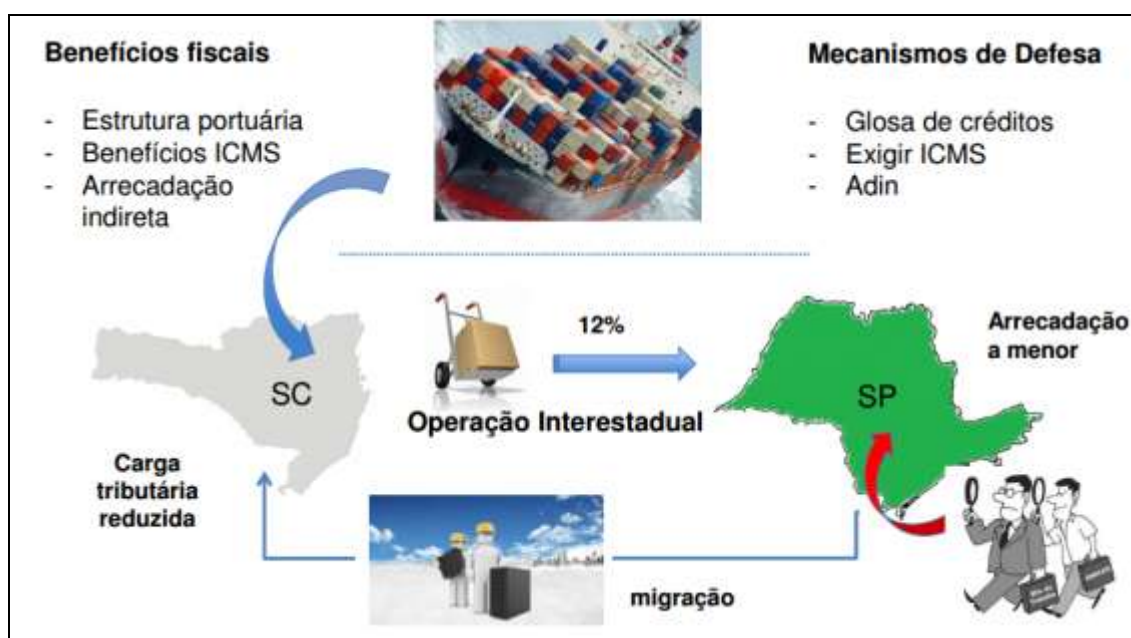 Benefícios fiscais
- Estrutura portuária
- Benefícios ICMS
- Arrecadação
indireta
Mecanismos de Defesa
- Glosa de créditos
- Exigir ICMS
- Adin
SC
12%
Operação Interestadual
SP
Arrecadação
a menor
Carga
tributária
reduzida
migração